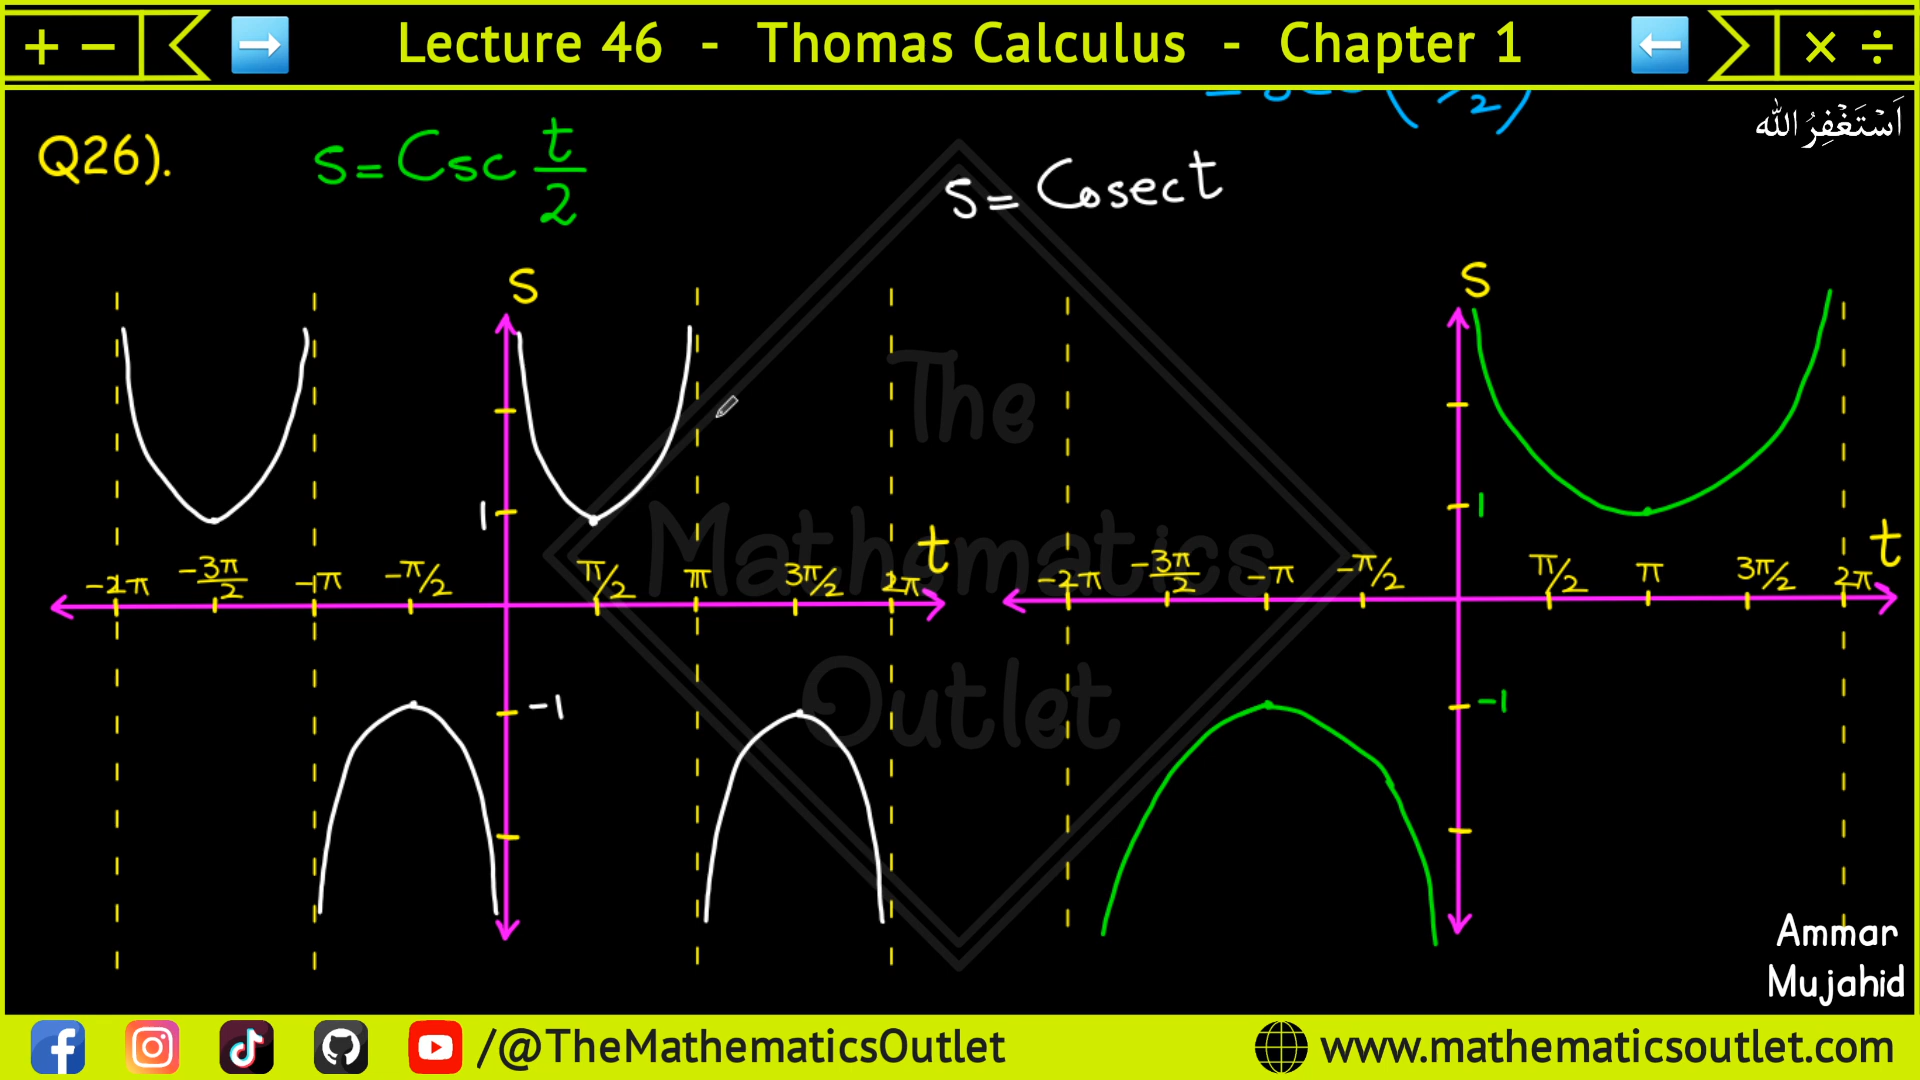 + − Lecture 46 - Thomas Calculus - Chapter 1 × ÷
اَسْتَغْفِرُ اللّٰه
Q26). s = Csc t/2
s = Cosect
The
Mathematics
Outlet
s
1
-2π -3π/2 -π -π/2 π/2 π 3π/2 2π t
-1
s
1
-2π -3π/2 -π -π/2 π/2 π 3π/2 2π t
-1
Ammar
Mujahid
/@TheMathematicsOutlet www.mathematicsoutlet.com